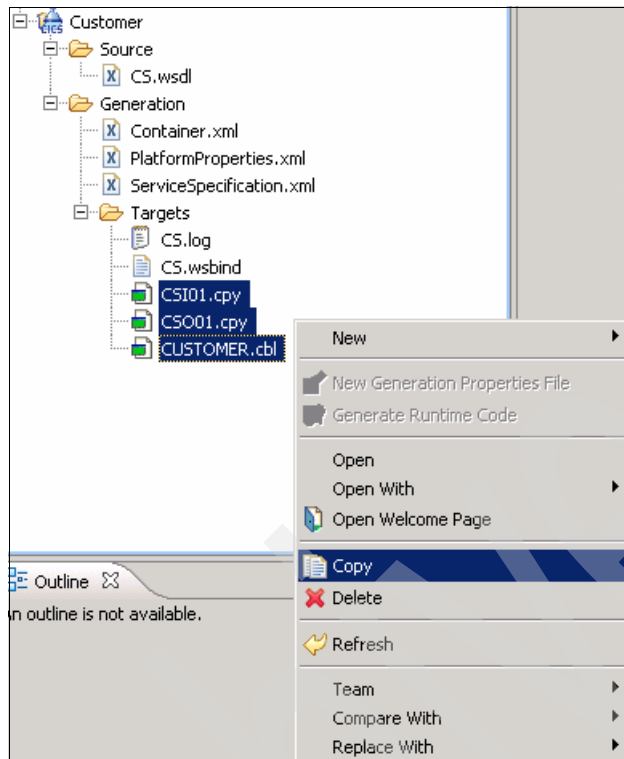 CICS
Customer
Source
CS.wsdl
Generation
Container.xml
PlatformProperties.xml
ServiceSpecification.xml
Targets
CS.log
CS.wsbind
CSI01.cpy
CSO01.cpy
CUSTOMER.cbl
New
New Generation Properties File
Generate Runtime Code
Open
Open With
Open Welcome Page
Copy
Delete
Refresh
Team
Compare With
Replace With
Outline
An outline is not available.